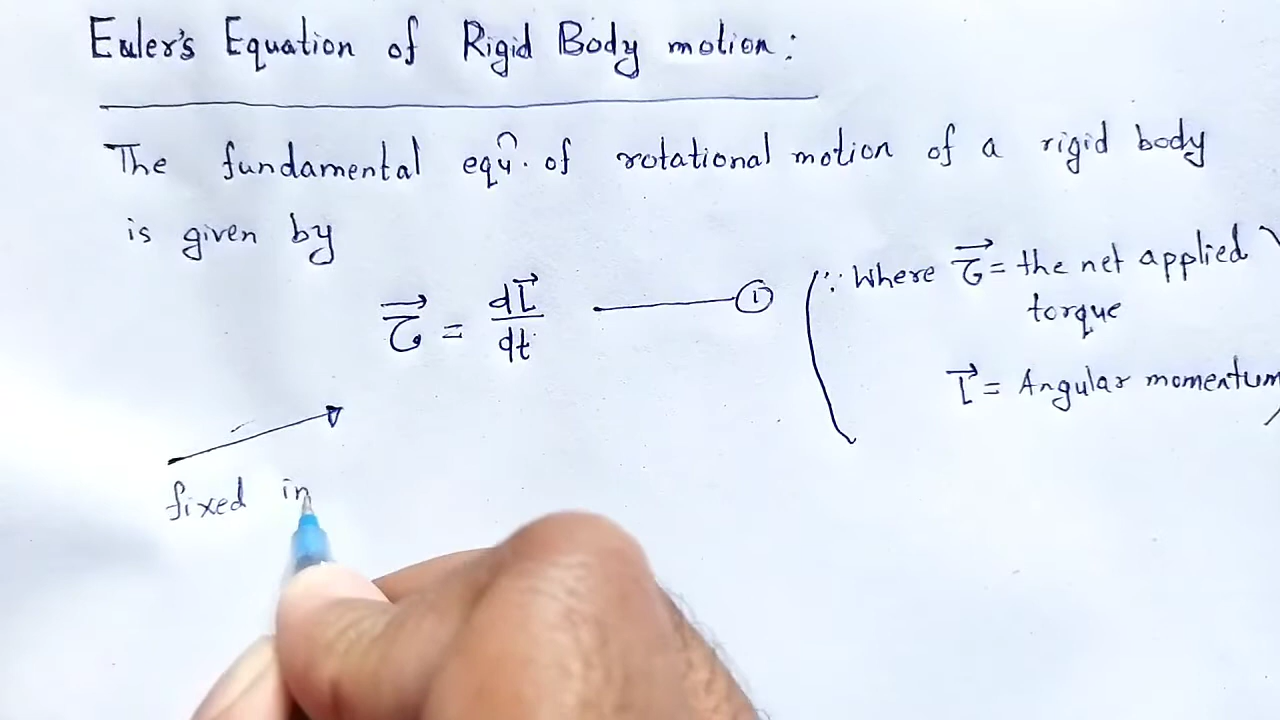 Euler's Equation of Rigid Body motion:
The fundamental equn. of rotational motion of a rigid body
is given by
τ⃗ = dL⃗/dt ——— ①
(∵ Where τ⃗ = the net applied
torque
L⃗ = Angular momentum)
fixed in